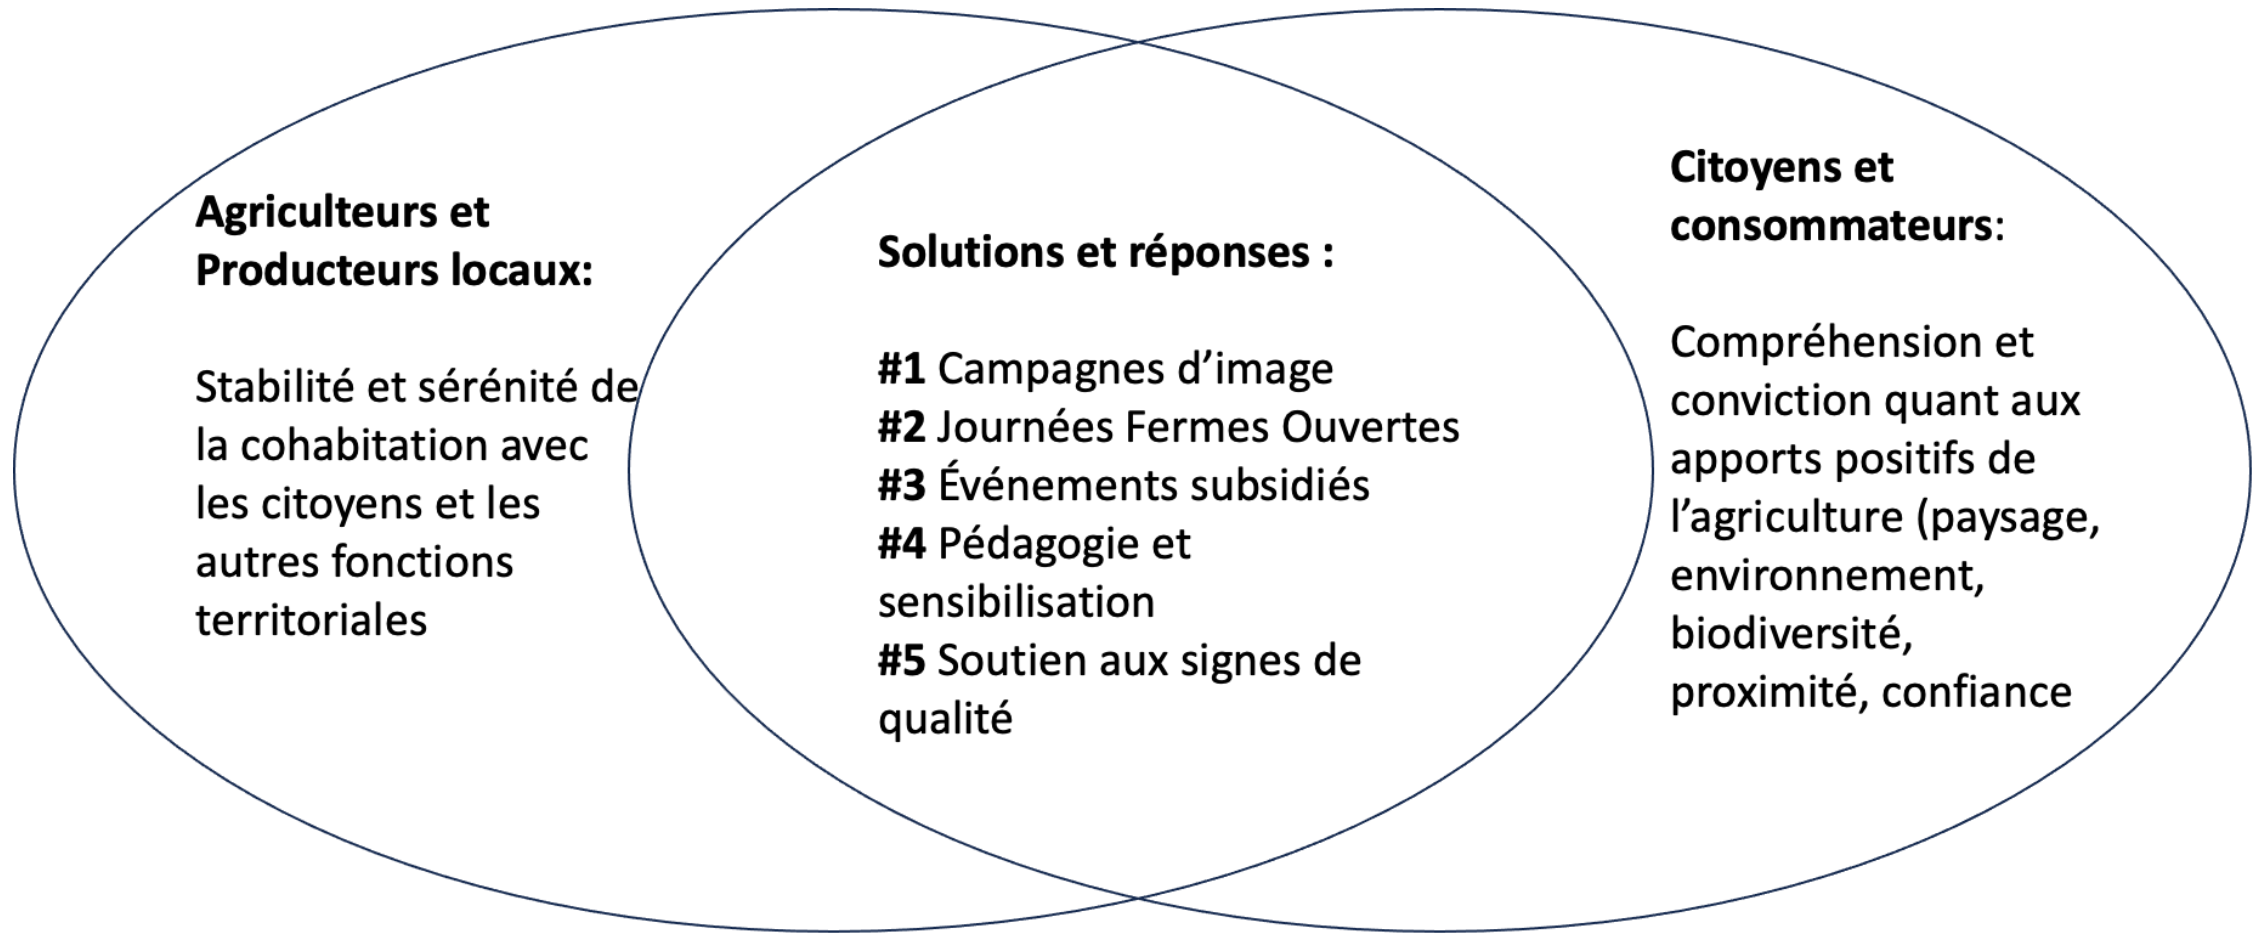 Agriculteurs et
Producteurs locaux:
Stabilité et sérénité de
la cohabitation avec
les citoyens et les
autres fonctions
territoriales
Solutions et réponses :
#1 Campagnes d’image
#2 Journées Fermes Ouvertes
#3 Événements subsidiés
#4 Pédagogie et
sensibilisation
#5 Soutien aux signes de
qualité
Citoyens et
consommateurs:
Compréhension et
conviction quant aux
apports positifs de
l’agriculture (paysage,
environnement,
biodiversité,
proximité, confiance